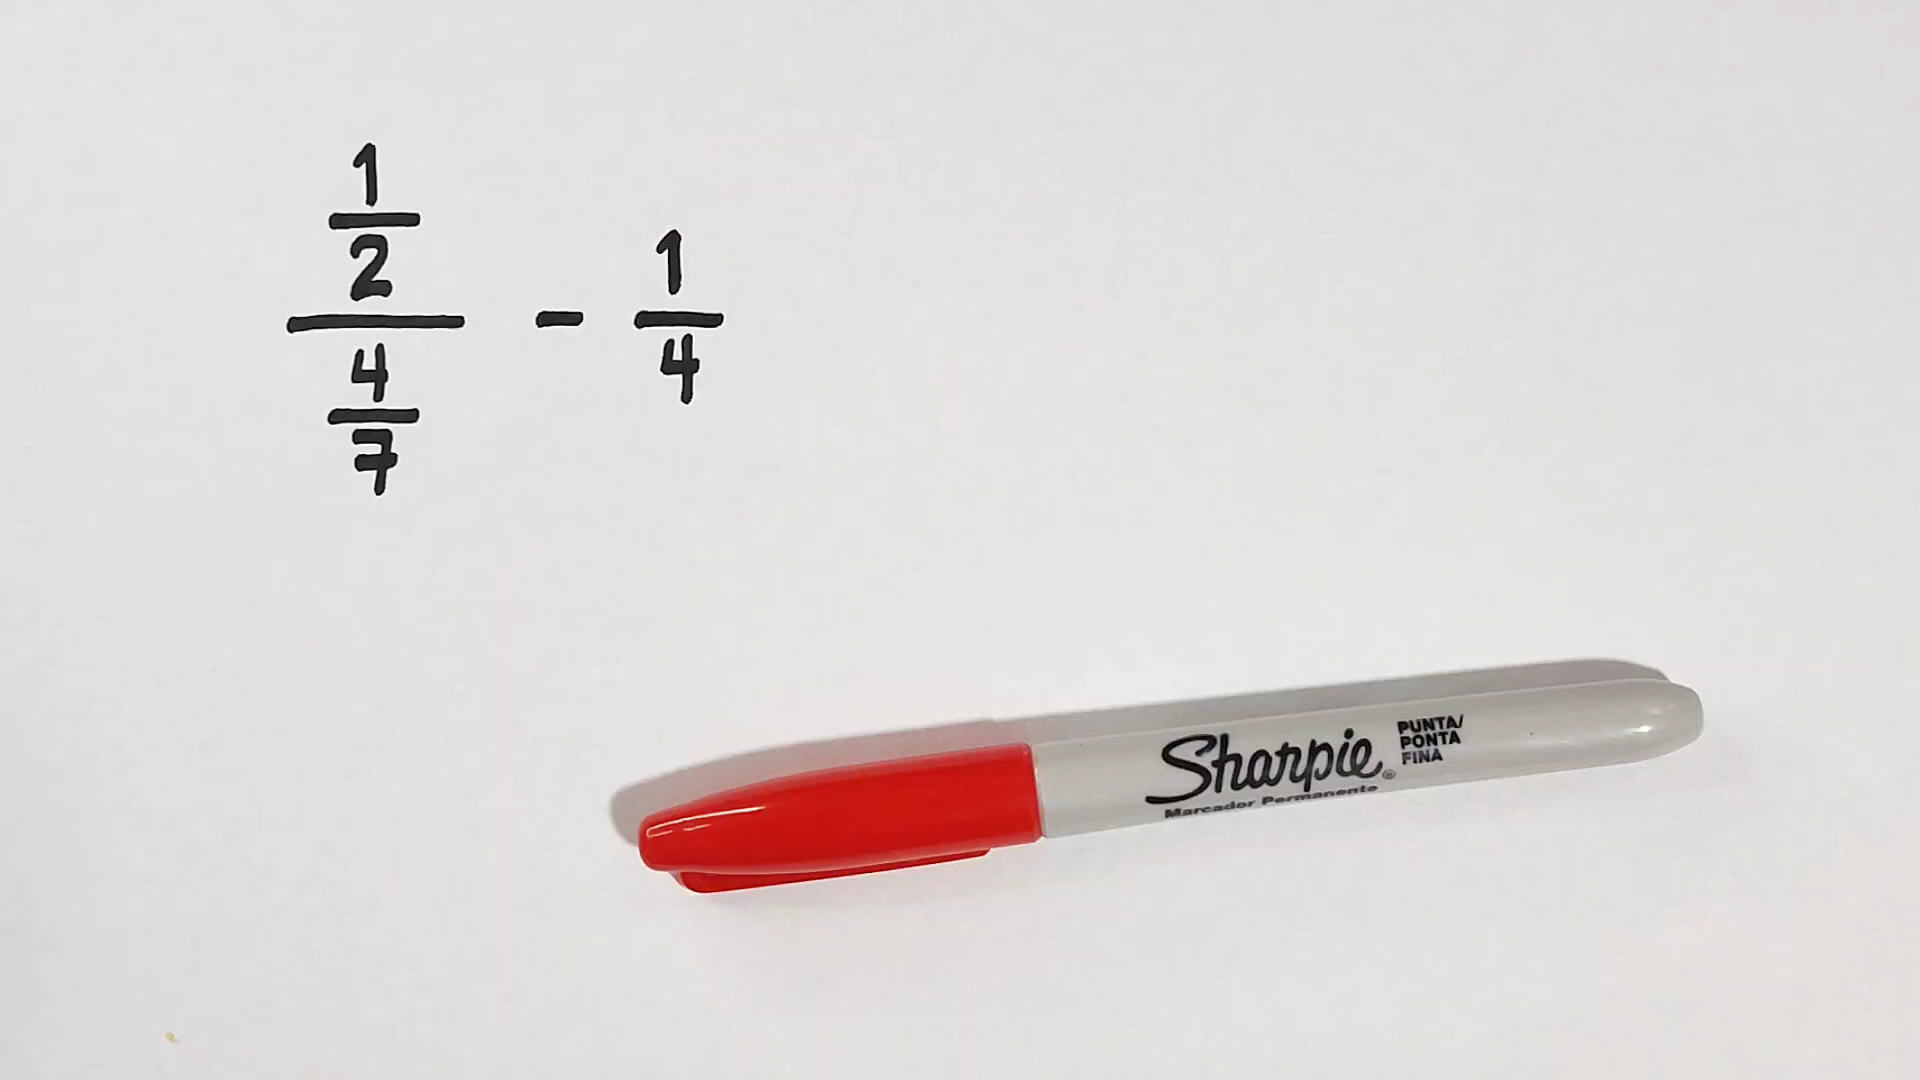 1/2 / 4/7 - 1/4
Sharpie®
PUNTA/
PONTA
FINA
Marcador Permanente